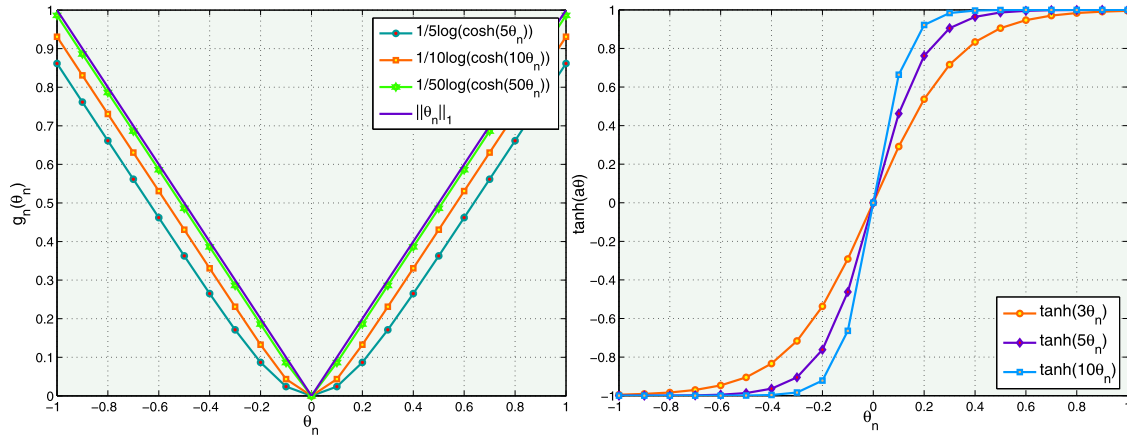 1
0.9
0.8
0.7
0.6
0.5
0.4
0.3
0.2
0.1
0
g_n(θ_n)
1/5log(cosh(5θ_n))
1/10log(cosh(10θ_n))
1/50log(cosh(50θ_n))
||θ_n||_1
−1 −0.8 −0.6 −0.4 −0.2 0 0.2 0.4 0.6 0.8 1
θ_n
1
0.8
0.6
0.4
0.2
0
−0.2
−0.4
−0.6
−0.8
−1
tanh(aθ)
tanh(3θ_n)
tanh(5θ_n)
tanh(10θ_n)
−1 −0.8 −0.6 −0.4 −0.2 0 0.2 0.4 0.6 0.8 1
θ_n